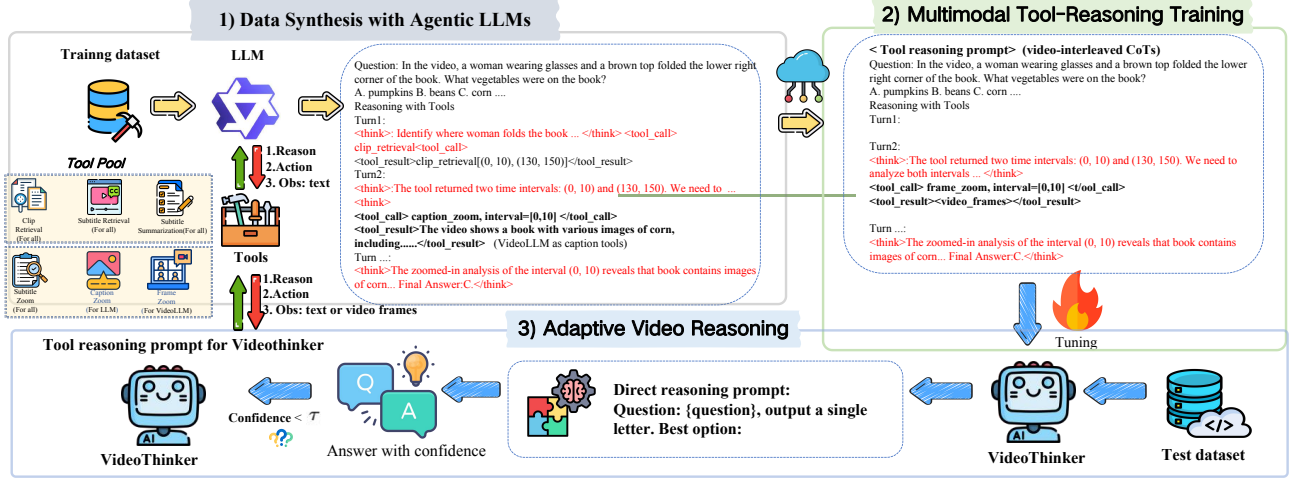 1) Data Synthesis with Agentic LLMs
Trainng dataset
LLM
Tool Pool
Clip
Retrieval
(For all)
Subtitle Retrieval
(For all)
Subtitle
Summarization(For all)
Subtitle
Zoom
(For all)
Caption
Zoom
(For LLM)
Frame
Zoom
(For VideoLLM)
1.Reason
2.Action
3. Obs: text
Tools
1.Reason
2.Action
3. Obs: text or video frames
Question: In the video, a woman wearing glasses and a brown top folded the lower right
corner of the book. What vegetables were on the book?
A. pumpkins B. beans C. corn ....
Reasoning with Tools
Turn1:
<think>: Identify where woman folds the book ... </think> <tool_call>
clip_retrieval<tool_call>
<tool_result>clip_retrieval[(0, 10), (130, 150)]</tool_result>
Turn2:
<think>:The tool returned two time intervals: (0, 10) and (130, 150). We need to ...
<think>
<tool_call> caption_zoom, interval=[0,10] </tool_call>
<tool_result>The video shows a book with various images of corn,
including......</tool_result> (VideoLLM as caption tools)
Turn ...:
<think>The zoomed-in analysis of the interval (0, 10) reveals that book contains images
of corn... Final Answer:C.</think>
2) Multimodal Tool-Reasoning Training
< Tool reasoning prompt> (video-interleaved CoTs)
Question: In the video, a woman wearing glasses and a brown top folded the lower
right corner of the book. What vegetables were on the book?
A. pumpkins B. beans C. corn ....
Reasoning with Tools
Turn1:
Turn2:
<think>:The tool returned two time intervals: (0, 10) and (130, 150). We need to
analyze both intervals ... </think>
<tool_call> frame_zoom, interval=[0,10] </ool_call>
<tool_result><video_frames></tool_result>
Turn ...:
<think>The zoomed-in analysis of the interval (0, 10) reveals that book contains
images of corn... Final Answer:C.</think>
Tuning
3) Adaptive Video Reasoning
Tool reasoning prompt for Videothinker
AI
VideoThinker
Confidence < τ
???
Q
A
Answer with confidence
Direct reasoning prompt:
Question: {question}, output a single
letter. Best option:
AI
VideoThinker
</>
Test dataset